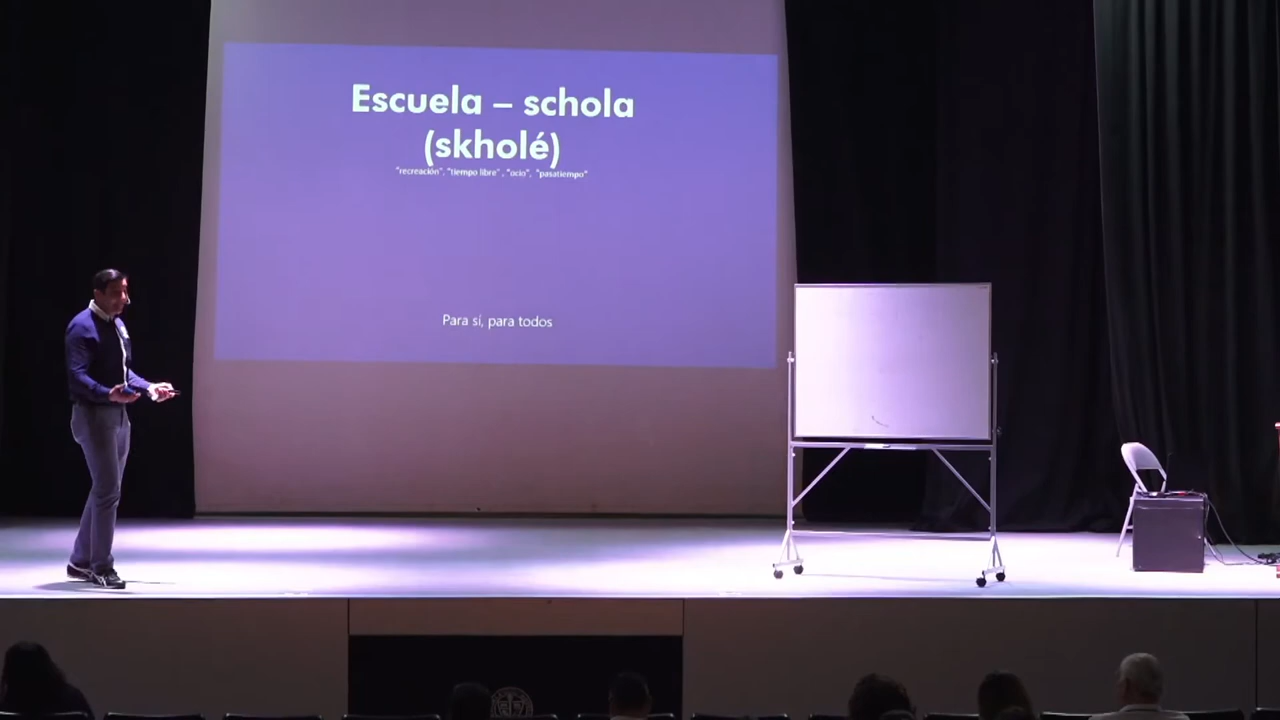 Escuela – schola
(skholé)
"recreación", "tiempo libre" , "ocio", "pasatiempo"
Para sí, para todos